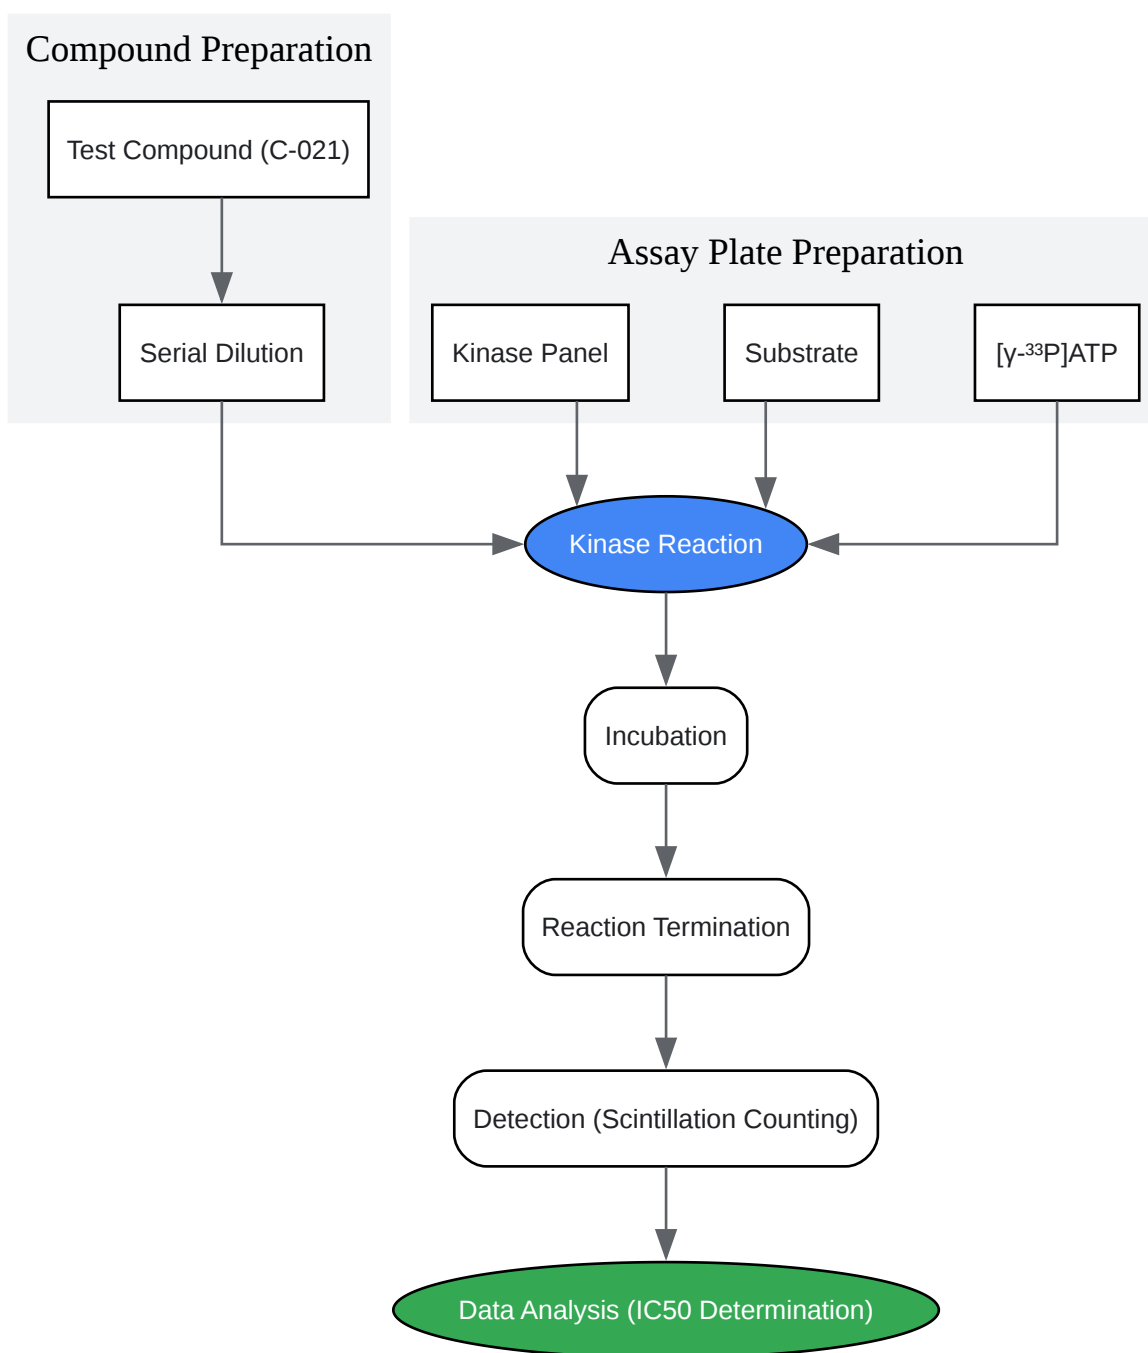 Compound Preparation
Test Compound (C-021)
Assay Plate Preparation
Serial Dilution
Kinase Panel
Substrate
[γ-³³P]ATP
Kinase Reaction
Incubation
Reaction Termination
Detection (Scintillation Counting)
Data Analysis (IC50 Determination)